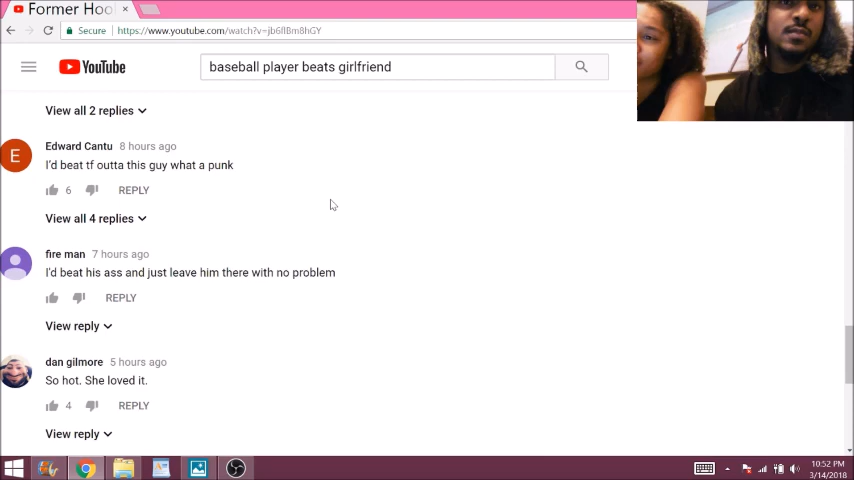 Former Hool
Secure
https://www.youtube.com/watch?v=jb6flBm8hGY
YouTube
baseball player beats girlfriend
View all 2 replies
E
Edward Cantu 8 hours ago
I'd beat tf outta this guy what a punk
6 REPLY
View all 4 replies
fire man 7 hours ago
I'd beat his ass and just leave him there with no problem
REPLY
View reply
dan gilmore 5 hours ago
So hot. She loved it.
4 REPLY
View reply
10:52 PM
3/14/2018